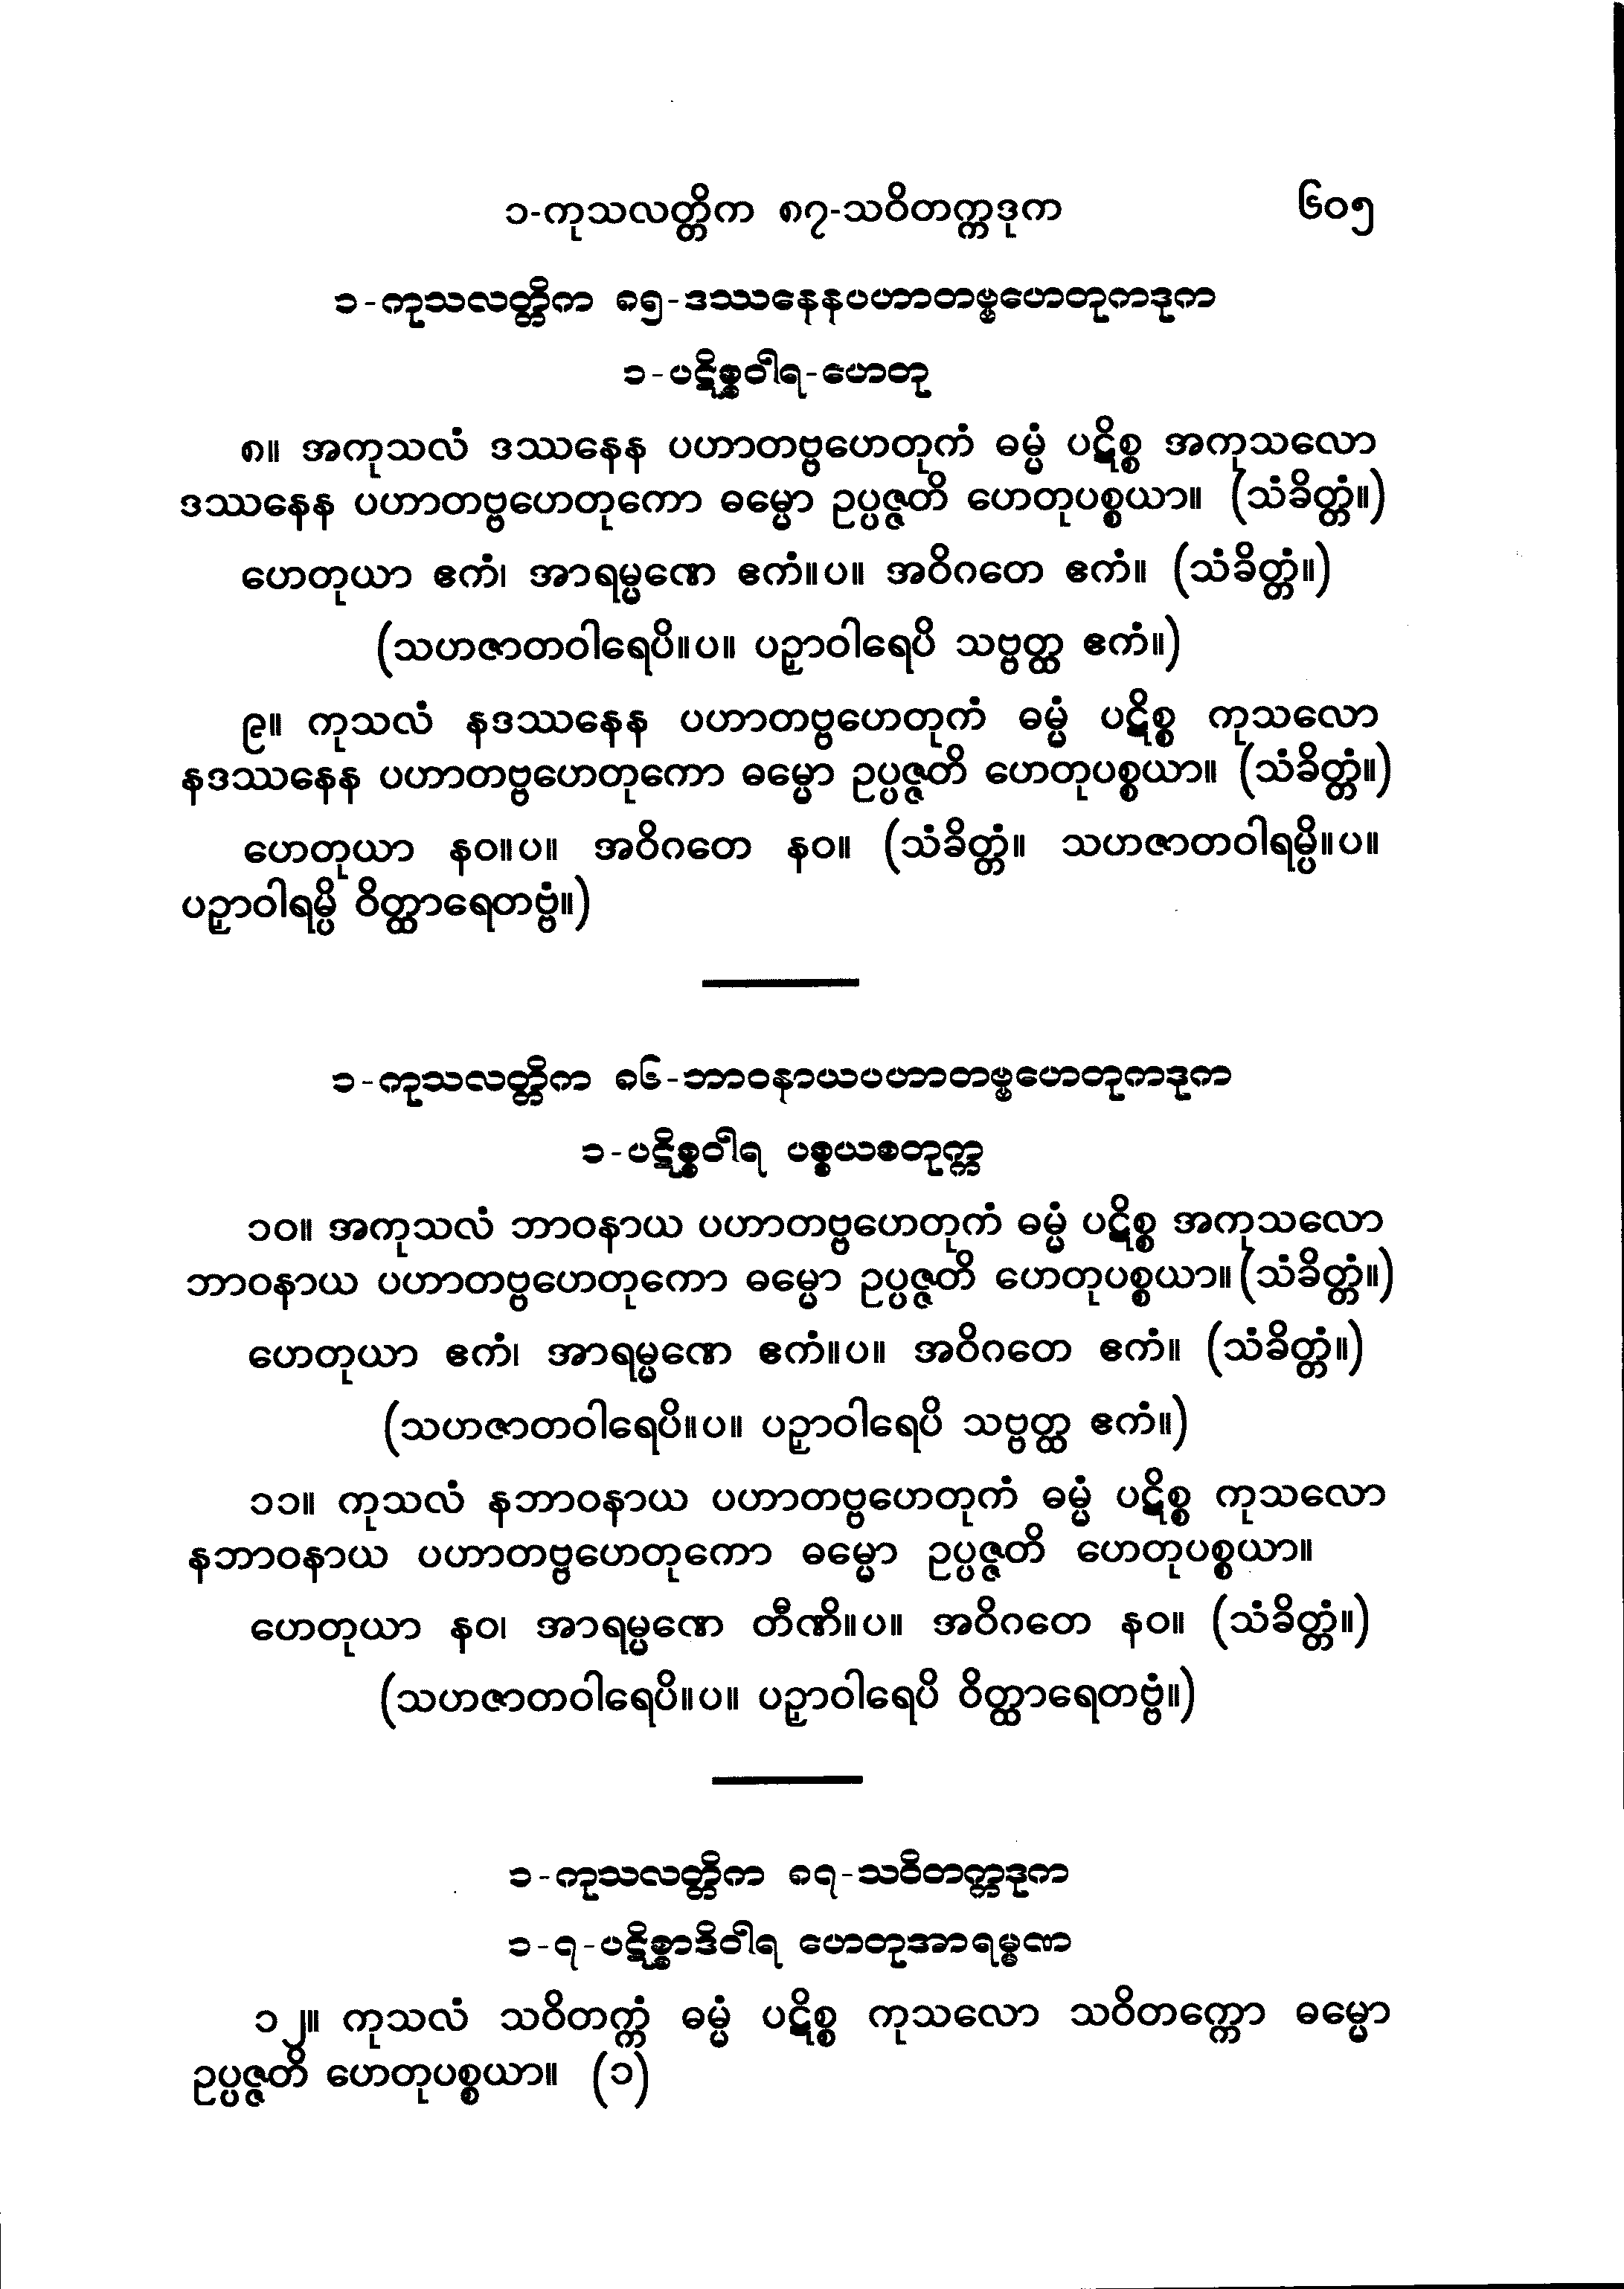 ၁-ကုသလတ္တိက ၈၇-သဝိတက္ကဒုက ၆၀၅
၁-ကုသလတ္တိက ၈၅-ဒဿနေနပဟာတဗ္ဗဟေတုကဒုက
၁-ပဋိစ္စဝါရ-ဟေတု
၈။ အကုသလံ ဒဿနေန ပဟာတဗ္ဗဟေတုကံ ဓမ္မံ ပဋိစ္စ အကုသလော
ဒဿနေန ပဟာတဗ္ဗဟေတုကော ဓမ္မော ဥပ္ပဇ္ဇတိ ဟေတုပစ္စယာ။ (သံခိတ္တံ။)
ဟေတုယာ ဧကံ၊ အာရမ္မဏေ ဧကံ။ပ။ အဝိဂတေ ဧကံ။ (သံခိတ္တံ။)
(သဟဇာတဝါရေပိ။ပ။ ပဉှာဝါရေပိ သဗ္ဗတ္ထ ဧကံ။)
၉။ ကုသလံ နဒဿနေန ပဟာတဗ္ဗဟေတုကံ ဓမ္မံ ပဋိစ္စ ကုသလော
နဒဿနေန ပဟာတဗ္ဗဟေတုကော ဓမ္မော ဥပ္ပဇ္ဇတိ ဟေတုပစ္စယာ။ (သံခိတ္တံ။)
ဟေတုယာ နဝ။ပ။ အဝိဂတေ နဝ။ (သံခိတ္တံ။ သဟဇာတဝါရမ္ပိ။ပ။
ပဉှာဝါရမ္ပိ ဝိတ္ထာရေတဗ္ဗံ။)
၁-ကုသလတ္တိက ၈၆-ဘာဝနာယပဟာတဗ္ဗဟေတုကဒုက
၁-ပဋိစ္စဝါရ ပစ္စယစတုက္က
၁၀။ အကုသလံ ဘာဝနာယ ပဟာတဗ္ဗဟေတုကံ ဓမ္မံ ပဋိစ္စ အကုသလော
ဘာဝနာယ ပဟာတဗ္ဗဟေတုကော ဓမ္မော ဥပ္ပဇ္ဇတိ ဟေတုပစ္စယာ။ (သံခိတ္တံ။)
ဟေတုယာ ဧကံ၊ အာရမ္မဏေ ဧကံ။ပ။ အဝိဂတေ ဧကံ။ (သံခိတ္တံ။)
(သဟဇာတဝါရေပိ။ပ။ ပဉှာဝါရေပိ သဗ္ဗတ္ထ ဧကံ။)
၁၁။ ကုသလံ နဘာဝနာယ ပဟာတဗ္ဗဟေတုကံ ဓမ္မံ ပဋိစ္စ ကုသလော
နဘာဝနာယ ပဟာတဗ္ဗဟေတုကော ဓမ္မော ဥပ္ပဇ္ဇတိ ဟေတုပစ္စယာ။
ဟေတုယာ နဝ၊ အာရမ္မဏေ တီဏိ။ပ။ အဝိဂတေ နဝ။ (သံခိတ္တံ။)
(သဟဇာတဝါရေပိ။ပ။ ပဉှာဝါရေပိ ဝိတ္ထာရေတဗ္ဗံ။)
၁-ကုသလတ္တိက ၈၇-သဝိတက္ကဒုက
၁-၇-ပဋိစ္စာဒိဝါရ ဟေတုအာရမ္မဏ
၁၂။ ကုသလံ သဝိတက္ကံ ဓမ္မံ ပဋိစ္စ ကုသလော သဝိတက္ကော ဓမ္မော
ဥပ္ပဇ္ဇတိ ဟေတုပစ္စယာ။ (၁)